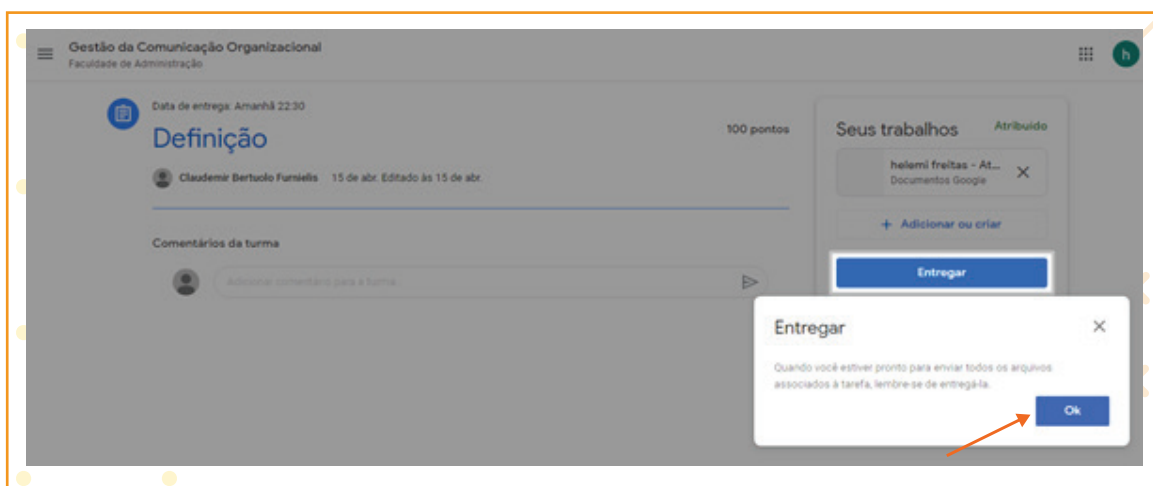 Gestão da Comunicação Organizacional
Faculdade de Administração
h
Data de entrega: Amanhã 22:30
Definição
100 pontos
Claudemir Bertuolo Furnielis 15 de abr. Editado às 15 de abr.
Comentários da turma
Adicionar comentário para a turma...
Seus trabalhos
Atribuído
helemi freitas - At...
Documentos Google
+ Adicionar ou criar
Entregar
Entregar
Quando você estiver pronto para enviar todos os arquivos
associados à tarefa, lembre-se de entregá-la.
Ok